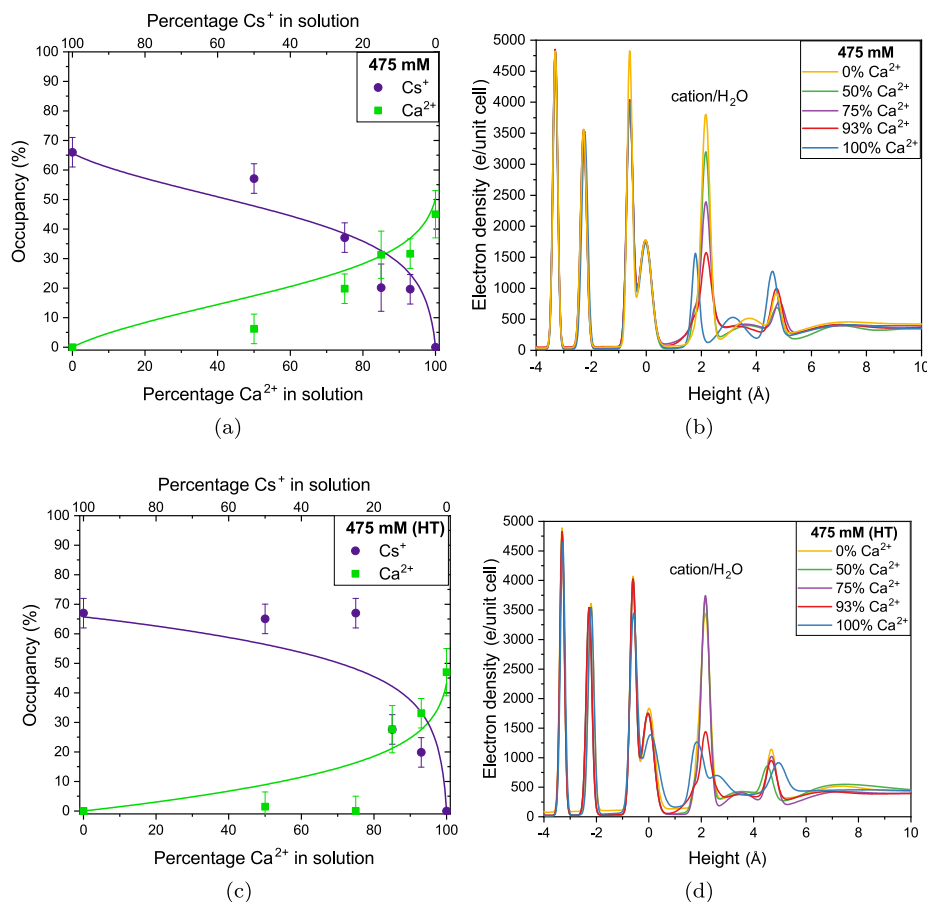 Percentage Cs⁺ in solution
100 80 60 40 20 0
100
90
80
70
60
50
40
30
20
10
0
Occupancy (%)
475 mM
Cs⁺
Ca²⁺
0 20 40 60 80 100
Percentage Ca²⁺ in solution
(a)
5000
4500
4000
3500
3000
2500
2000
1500
1000
500
0
Electron density (e/unit cell)
cation/H₂O
475 mM
0% Ca²⁺
50% Ca²⁺
75% Ca²⁺
93% Ca²⁺
100% Ca²⁺
-4 -2 0 2 4 6 8 10
Height (Å)
(b)
Percentage Cs⁺ in solution
100 80 60 40 20 0
100
90
80
70
60
50
40
30
20
10
0
Occupancy (%)
475 mM (HT)
Cs⁺
Ca²⁺
0 20 40 60 80 100
Percentage Ca²⁺ in solution
(c)
5000
4500
4000
3500
3000
2500
2000
1500
1000
500
0
Electron density (e/unit cell)
cation/H₂O
475 mM (HT)
0% Ca²⁺
50% Ca²⁺
75% Ca²⁺
93% Ca²⁺
100% Ca²⁺
-4 -2 0 2 4 6 8 10
Height (Å)
(d)